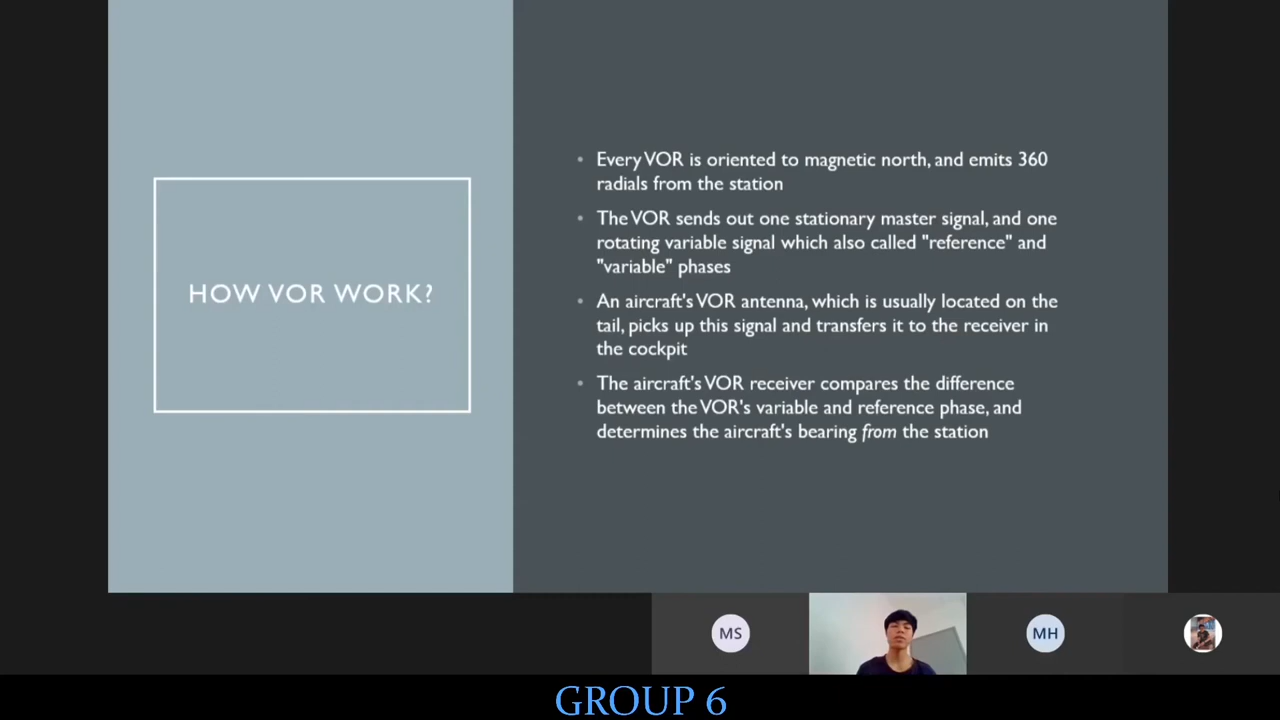 HOW VOR WORK?
• Every VOR is oriented to magnetic north, and emits 360
radials from the station
• The VOR sends out one stationary master signal, and one
rotating variable signal which also called "reference" and
"variable" phases
• An aircraft's VOR antenna, which is usually located on the
tail, picks up this signal and transfers it to the receiver in
the cockpit
• The aircraft's VOR receiver compares the difference
between the VOR's variable and reference phase, and
determines the aircraft's bearing from the station
MS
MH
GROUP 6